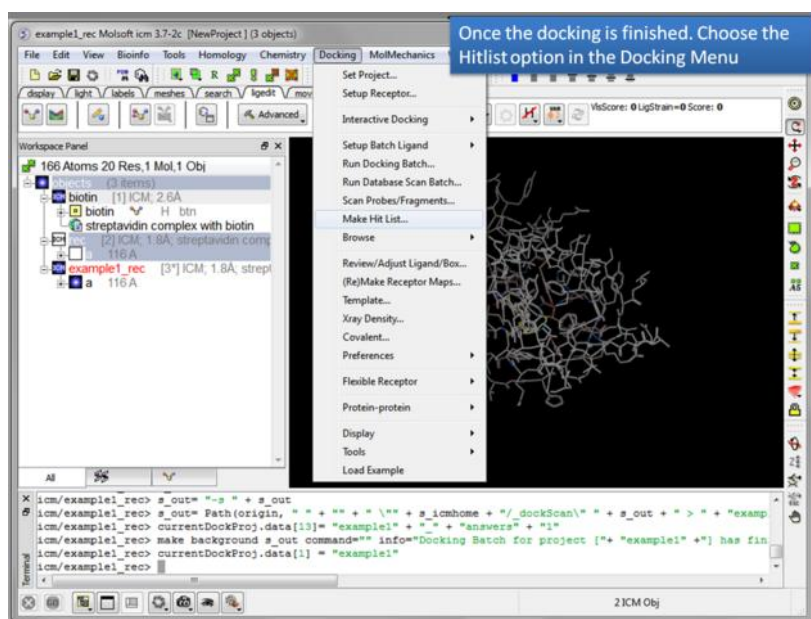 example1_rec Molsoft icm 3.7-2c [NewProject ] (3 objects)
Once the docking is finished. Choose the
Hitlist option in the Docking Menu
File Edit View Bioinfo Tools Homology Chemistry Docking MolMechanics
display light labels meshes search ligedit mov
Advanced
VlsScore: 0 LigStrain=0 Score: 0
Set Project...
Setup Receptor...
Interactive Docking
Setup Batch Ligand
Run Docking Batch...
Run Database Scan Batch...
Scan Probes/Fragments...
Make Hit List...
Browse
Review/Adjust Ligand/Box...
(Re)Make Receptor Maps...
Template...
Xray Density...
Covalent...
Preferences
Flexible Receptor
Protein-protein
Display
Tools
Load Example
Workspace Panel
166 Atoms 20 Res,1 Mol,1 Obj
objects (3 items)
biotin [1] ICM; 2.6A
biotin H btn
streptavidin complex with biotin
rec [2] ICM; 1.8A; streptavidin comp
a 116 A
example1_rec [3*] ICM; 1.8A; strept
a 116 A
All
icm/example1_rec> s_out= "-s " + s_out
icm/example1_rec> s_out= Path(origin, " " + "" + " \"" + s_icmhome + "/_dockScan\" " + s_out + " > " + "examp
icm/example1_rec> currentDockProj.data[13]= "example1" + "_" + "answers" + "1"
icm/example1_rec> make background s_out command="" info="Docking Batch for project ["+ "example1" +"] has fin
icm/example1_rec> currentDockProj.data[1] = "example1"
icm/example1_rec>
Terminal
2 ICM Obj